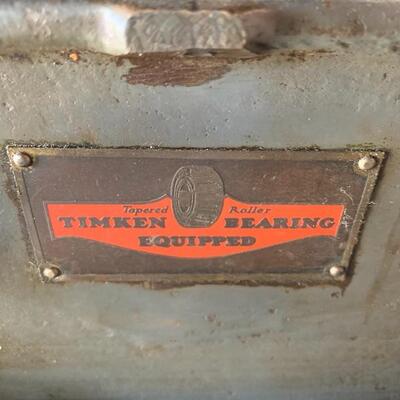 Tapered Roller
TIMKEN BEARING
EQUIPPED